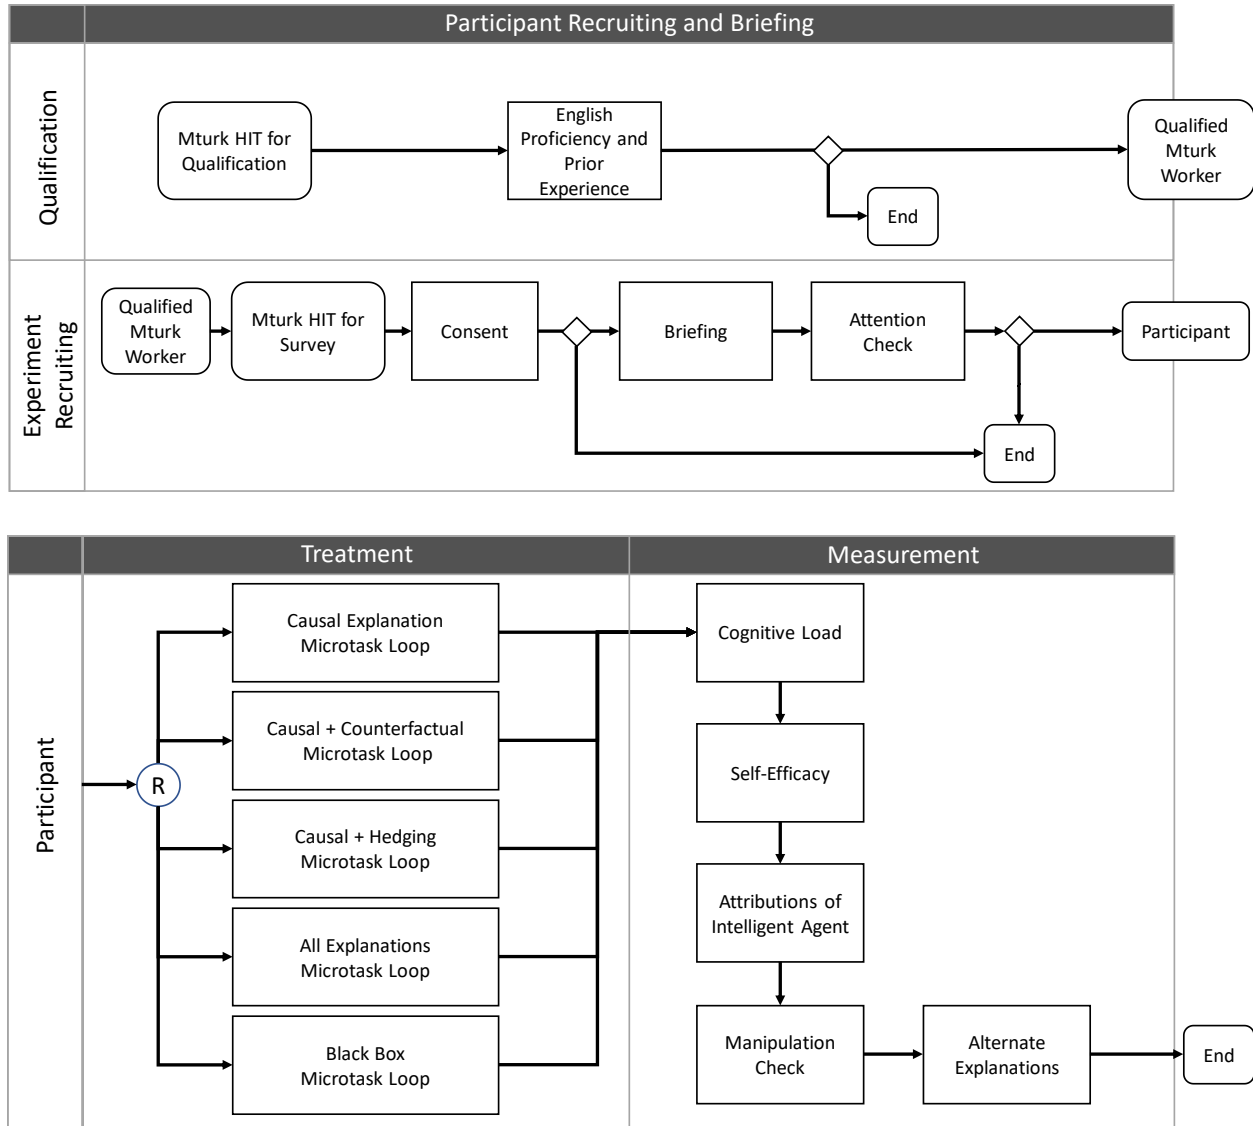 Participant Recruiting and Briefing
Qualification
Mturk HIT for
Qualification
English
Proficiency and
Prior
Experience
Qualified
Mturk
Worker
End
Experiment
Recruiting
Qualified
Mturk
Worker
Mturk HIT for
Survey
Consent
Briefing
Attention
Check
Participant
End
Treatment
Measurement
Participant
R
Causal Explanation
Microtask Loop
Causal + Counterfactual
Microtask Loop
Causal + Hedging
Microtask Loop
All Explanations
Microtask Loop
Black Box
Microtask Loop
Cognitive Load
Self-Efficacy
Attributions of
Intelligent Agent
Manipulation
Check
Alternate
Explanations
End